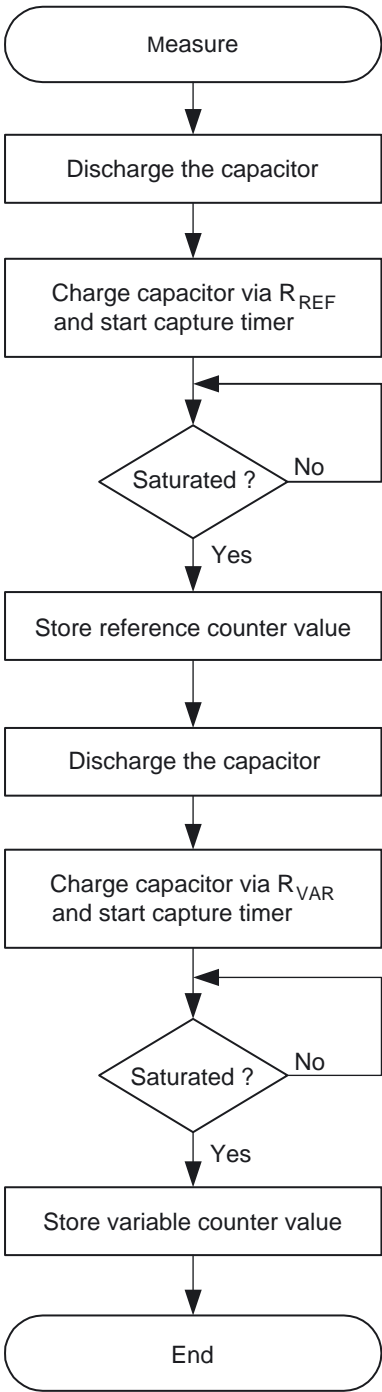 Measure
Discharge the capacitor
Charge capacitor via R_REF
and start capture timer
Saturated ?
No
Yes
Store reference counter value
Discharge the capacitor
Charge capacitor via R_VAR
and start capture timer
Saturated ?
No
Yes
Store variable counter value
End